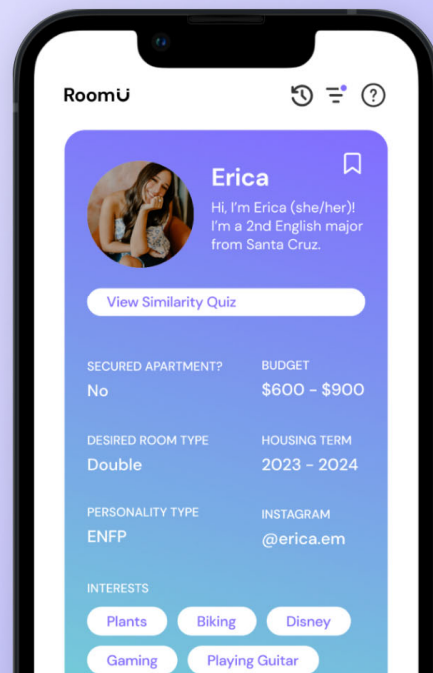 RoomU
Erica
Hi, I'm Erica (she/her)!
I'm a 2nd English major
from Santa Cruz.
View Similarity Quiz
SECURED APARTMENT?
No
BUDGET
$600 - $900
DESIRED ROOM TYPE
Double
HOUSING TERM
2023 - 2024
PERSONALITY TYPE
ENFP
INSTAGRAM
@erica.em
INTERESTS
Plants Biking Disney
Gaming Playing Guitar